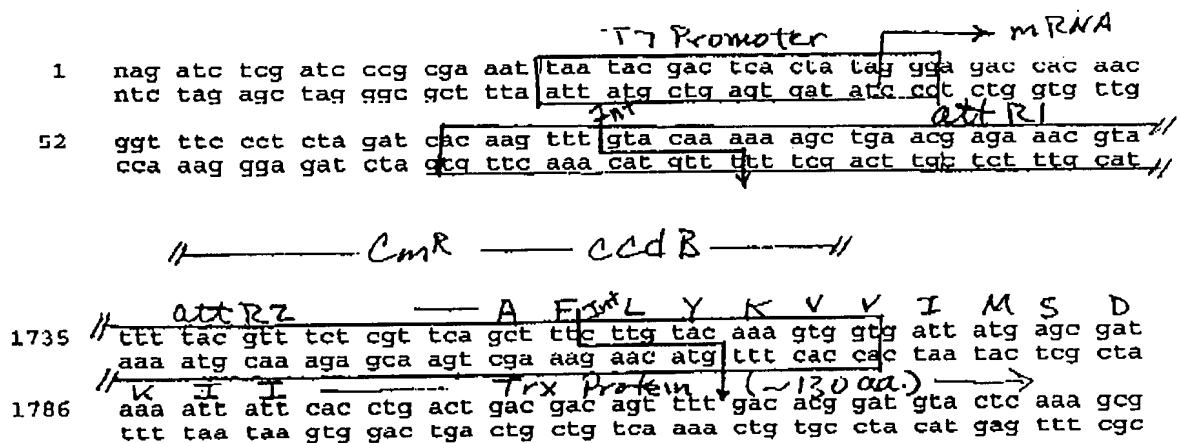 T7 Promoter → mRNA
1 nag atc tcg atc ccg cga aat taa tac gac tca cta tag gga gac cac aac
ntc tag agc tag ggc gct tta att atg ctg agt gat atc cct ctg gtg ttg
Int attR1
52 ggt ttc cct cta gat cac aag ttt gta caa aaa agc tga acg aga aac gta
cca aag gga gat cta gtg ttc aaa cat gtt ttt tcg act tgc tct ttg cat
// CmR ccdB //
attR2 A F Int L Y K V V I M S D
1735 ttt tac gtt tct cgt tca gct ttc ttg tac aaa gtg gtg att atg agc gat
aaa atg caa aga gca agt cga aag aac atg ttt cac cac taa tac tcg cta
K I I Trx Protein (~130 aa.) →
1786 aaa att att cac ctg act gac gac agt ttt gac acg gat gta ctc aaa gcg
ttt taa taa gtg gac tga ctg ctg tca aaa ctg tgc cta cat gag ttt cgc